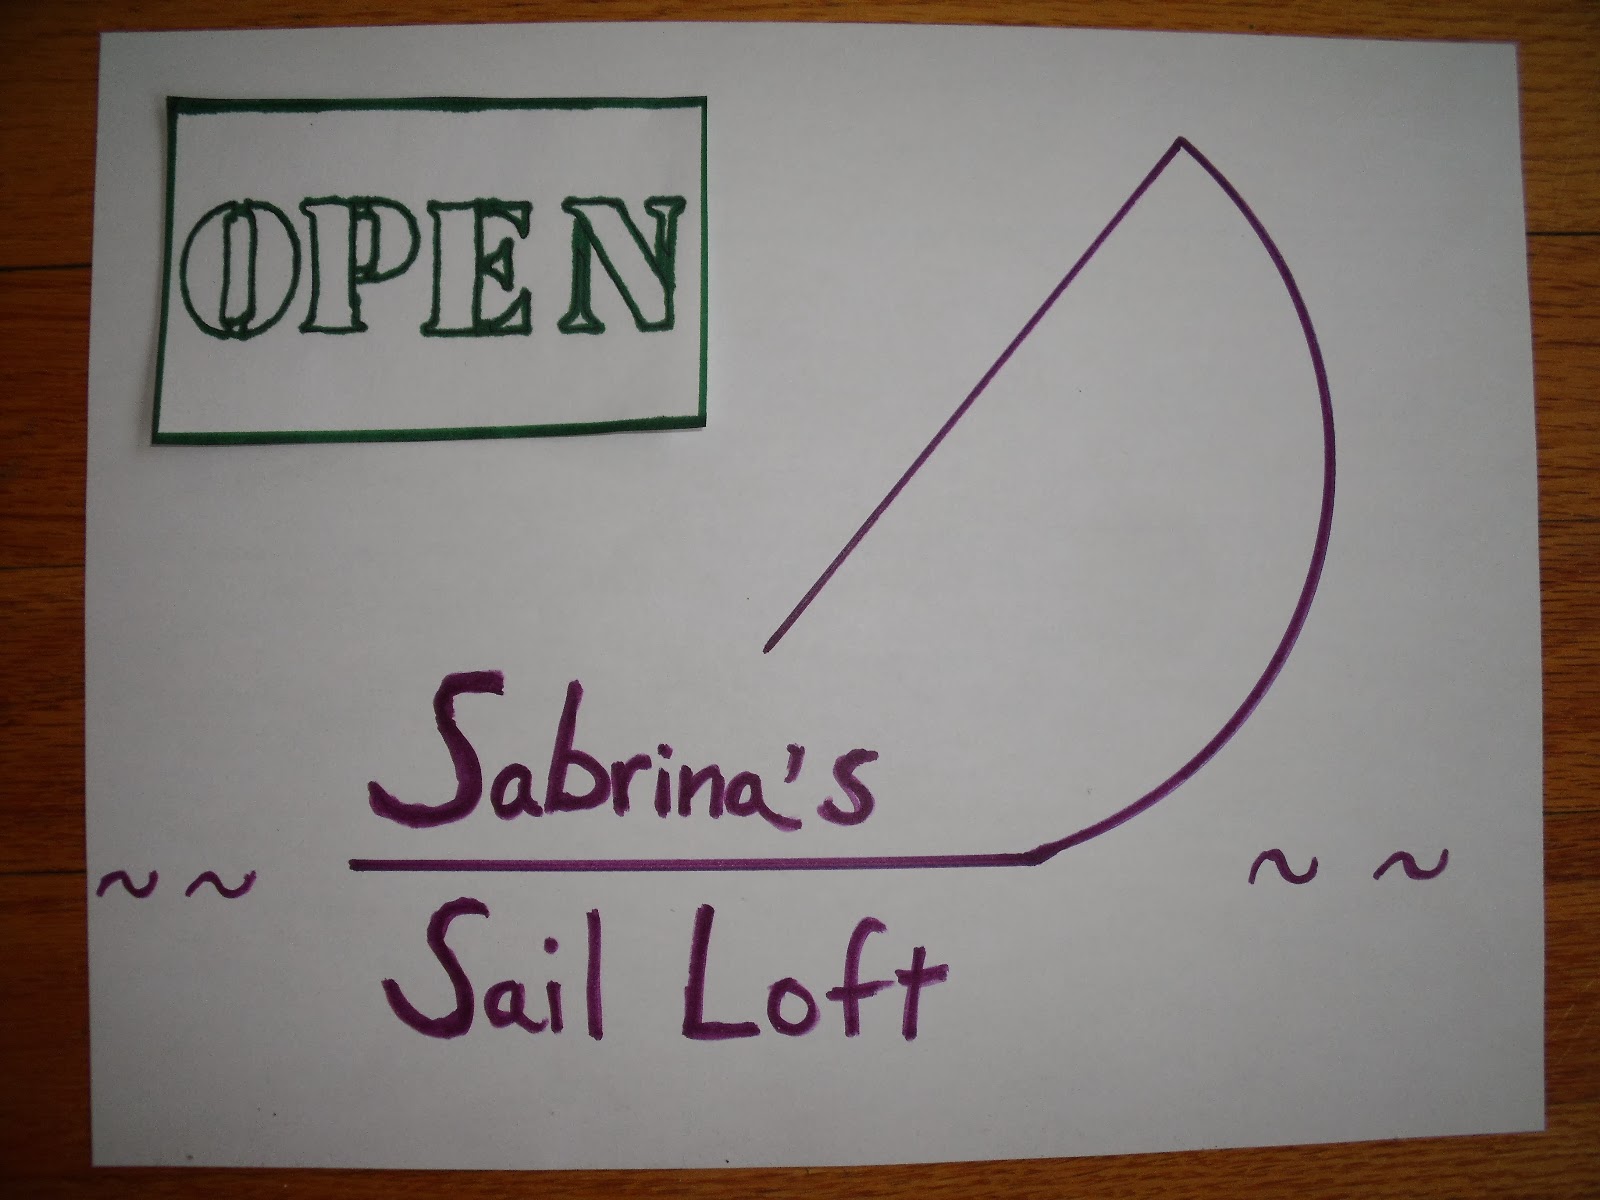 OPEN
Sabrina's
~ ~ ~ ~
Sail Loft